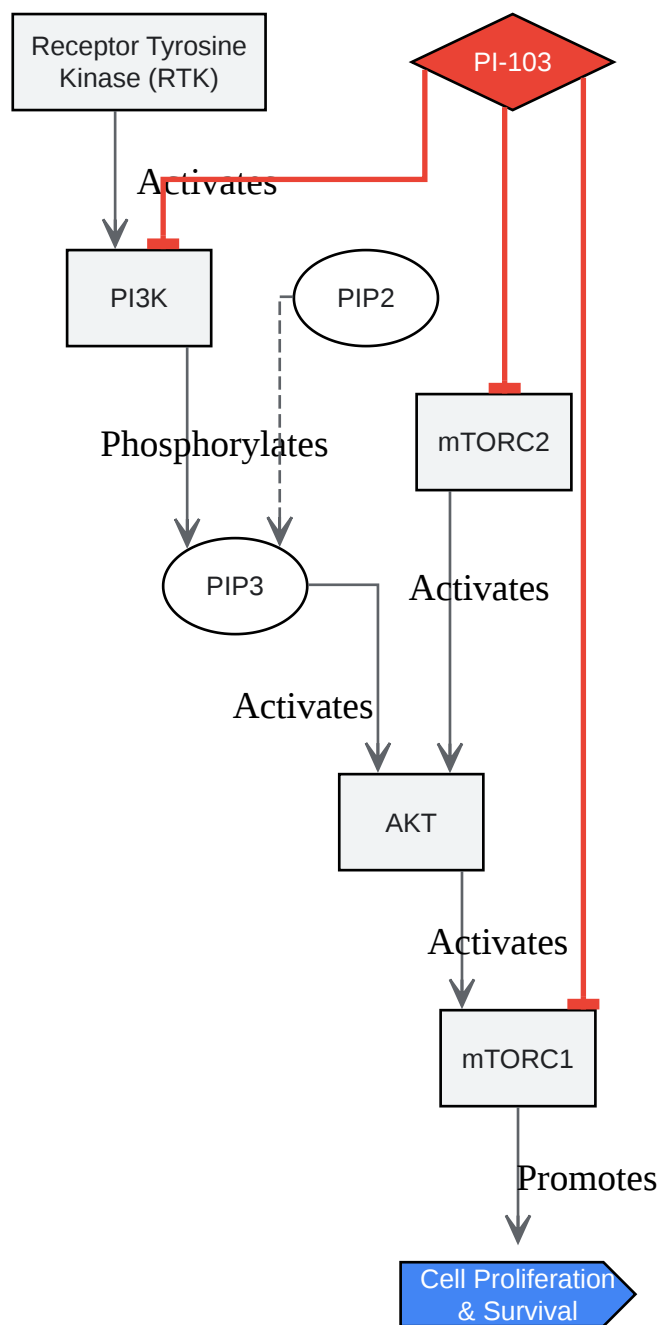 Receptor Tyrosine
Kinase (RTK)
PI-103
Activates
PI3K
PIP2
Phosphorylates
mTORC2
PIP3
Activates
Activates
AKT
Activates
mTORC1
Promotes
Cell Proliferation
& Survival